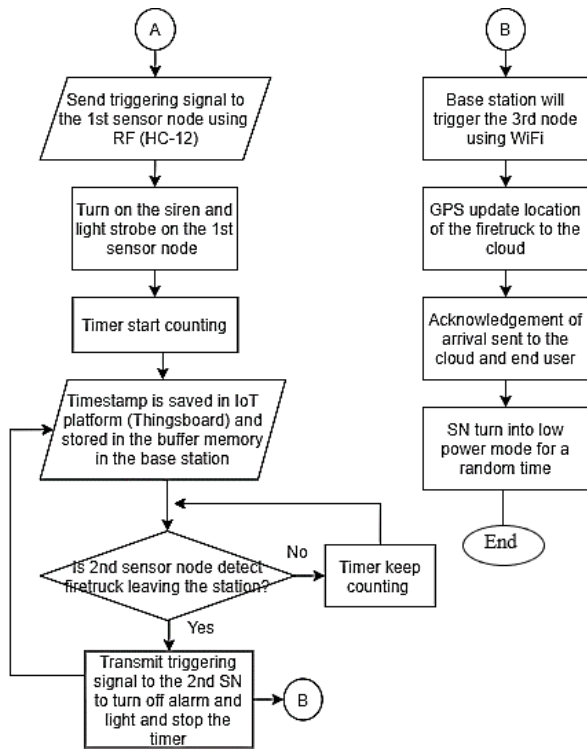 A
Send triggering signal to
the 1st sensor node using
RF (HC-12)
Turn on the siren and
light strobe on the 1st
sensor node
Timer start counting
Timestamp is saved in IoT
platform (Thingsboard) and
stored in the buffer memory
in the base station
Is 2nd sensor node detect
firetruck leaving the station?
No
Timer keep
counting
Yes
Transmit triggering
signal to the 2nd SN
to turn off alarm and
light and stop the
timer
B
B
Base station will
trigger the 3rd node
using WiFi
GPS update location
of the firetruck to the
cloud
Acknowledgement of
arrival sent to the
cloud and end user
SN turn into low
power mode for a
random time
End